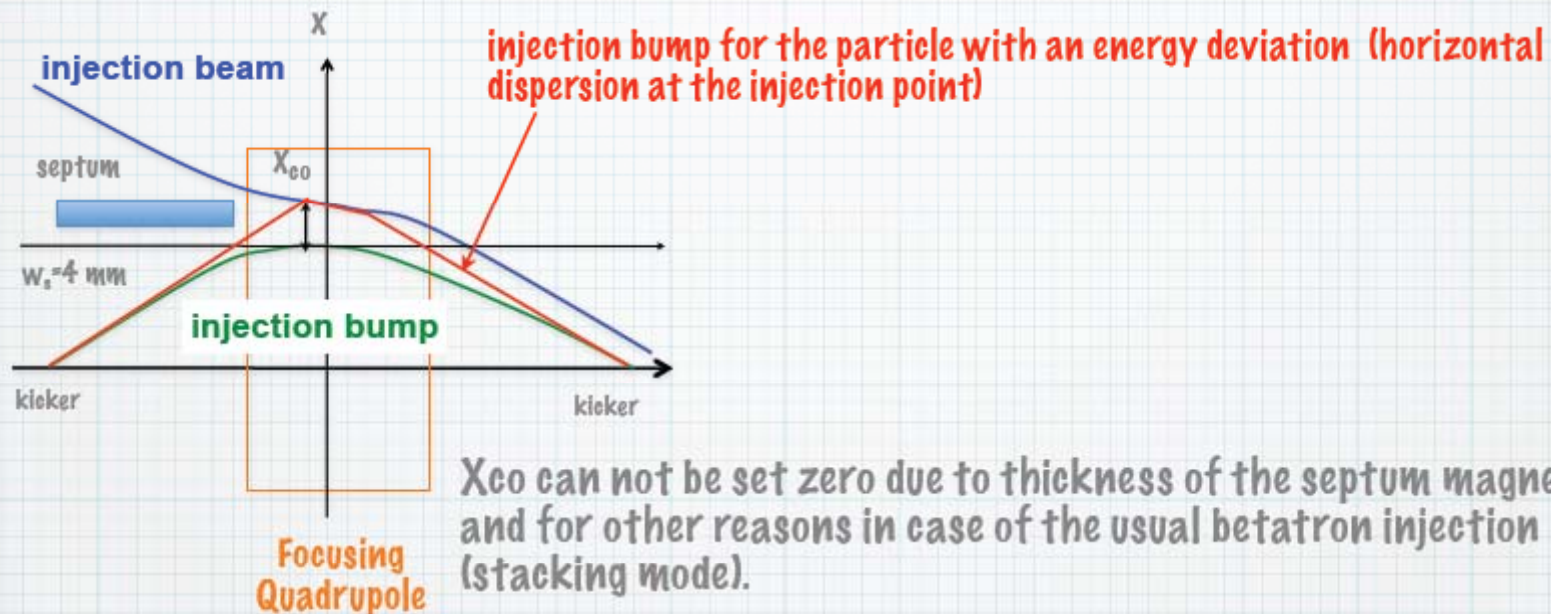 X
injection beam
injection bump for the particle with an energy deviation (horizontal
dispersion at the injection point)
septum
Xco
ws=4 mm
injection bump
kicker
kicker
Xco can not be set zero due to thickness of the septum magne
and for other reasons in case of the usual betatron injection
(stacking mode).
Focusing
Quadrupole